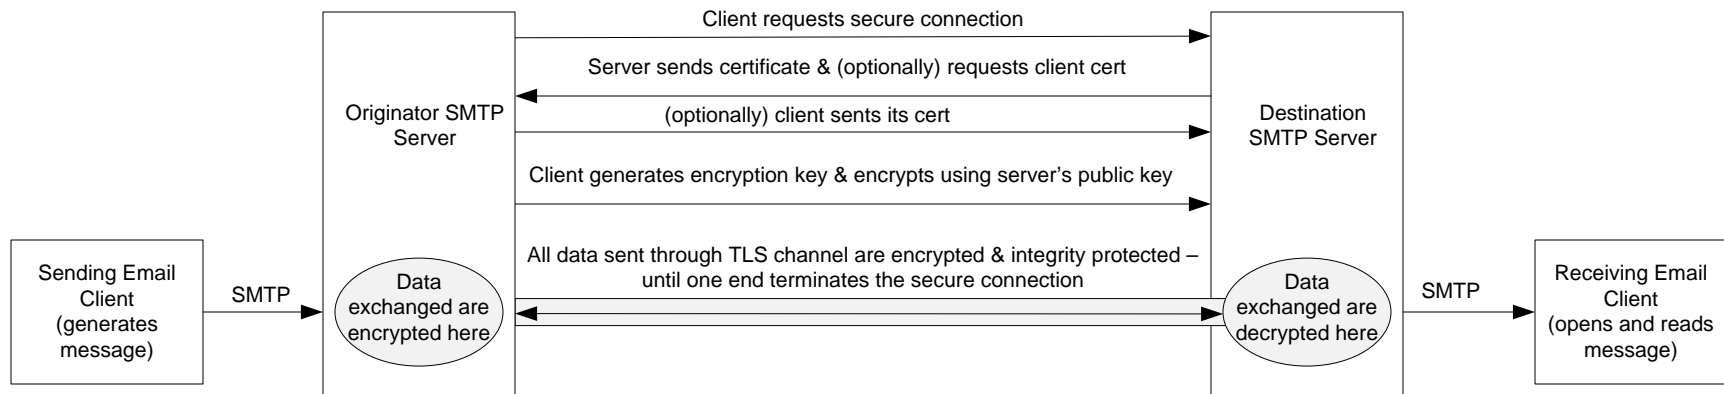 Client requests secure connection
Server sends certificate & (optionally) requests client cert
(optionally) client sents its cert
Client generates encryption key & encrypts using server's public key
All data sent through TLS channel are encrypted & integrity protected –
until one end terminates the secure connection
Originator SMTP
Server
Destination
SMTP Server
Sending Email
Client
(generates
message)
SMTP
Data
exchanged are
encrypted here
Data
exchanged are
decrypted here
SMTP
Receiving Email
Client
(opens and reads
message)